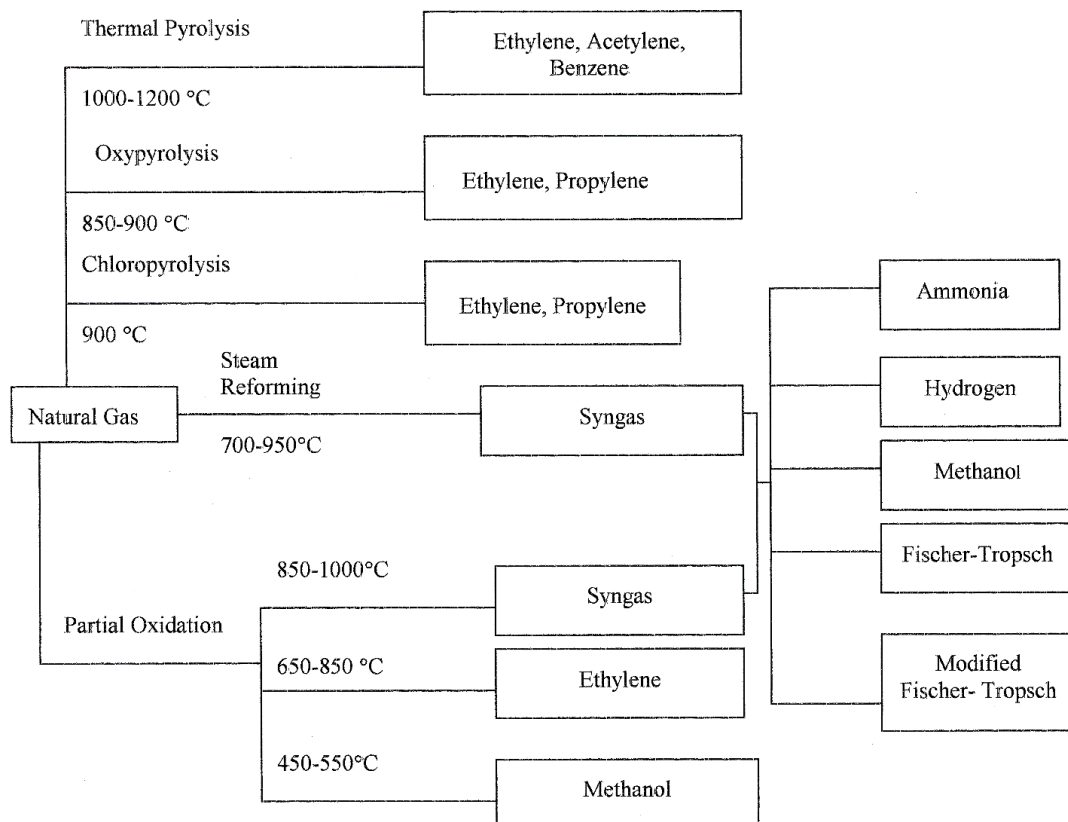 Thermal Pyrolysis
Ethylene, Acetylene,
Benzene
1000-1200 °C
Oxypyrolysis
Ethylene, Propylene
850-900 °C
Chloropyrolysis
Ethylene, Propylene
900 °C
Steam
Reforming
Natural Gas
700-950°C
Syngas
Ammonia
Hydrogen
Methanol
Fischer-Tropsch
Modified
Fischer- Tropsch
Partial Oxidation
850-1000°C
Syngas
650-850 °C
Ethylene
450-550°C
Methanol